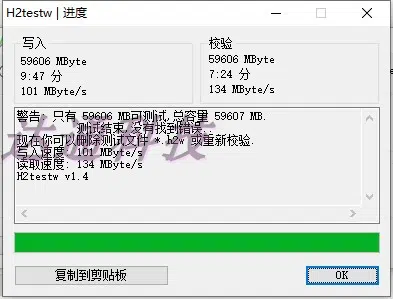 H2testw | 进度
写入
59606 MByte
9:47 分
101 MByte/s
校验
59606 MByte
7:24 分
134 MByte/s
警告: 只有 59606 MB可测试,总容量 59607 MB.
测试结束,没有找到错误.
现在你可以删除测试文件 *.h2w 或重新校验.
写入速度: 101 MByte/s
读取速度: 134 MByte/s
H2testw v1.4
复制到剪贴板
OK